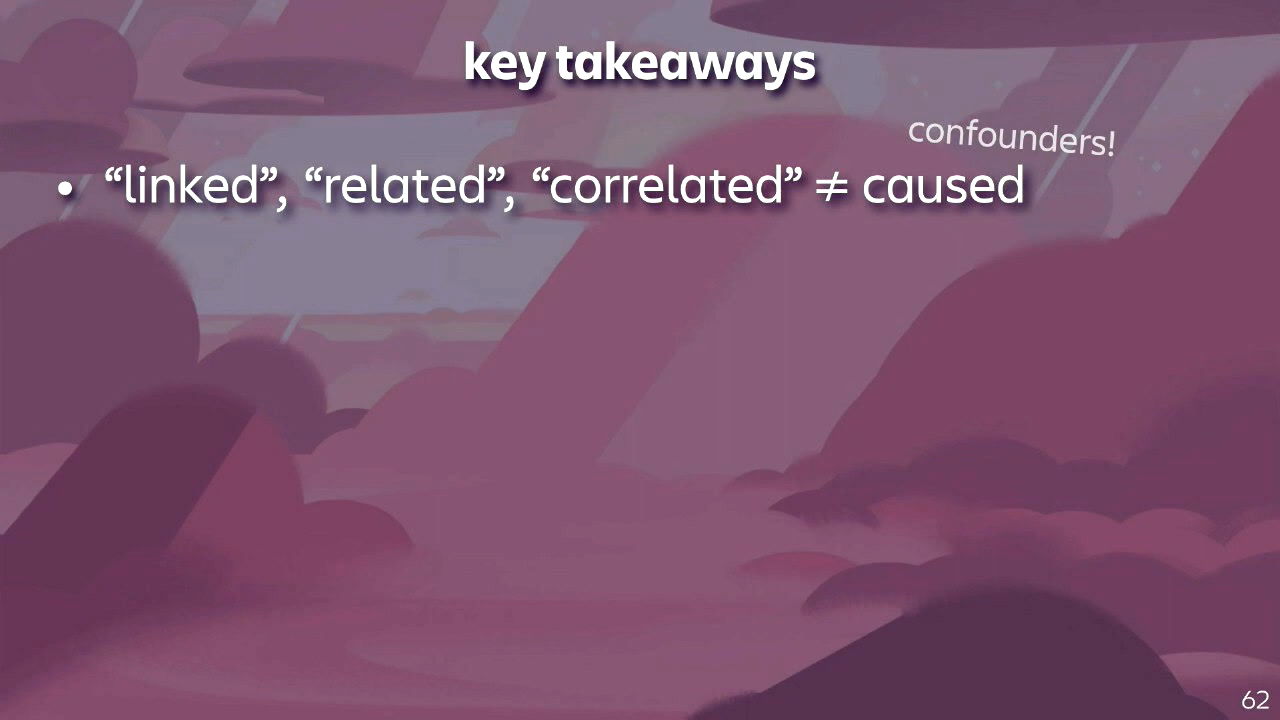 key takeaways
confounders!
• “linked”, “related”, “correlated” ≠ caused
62